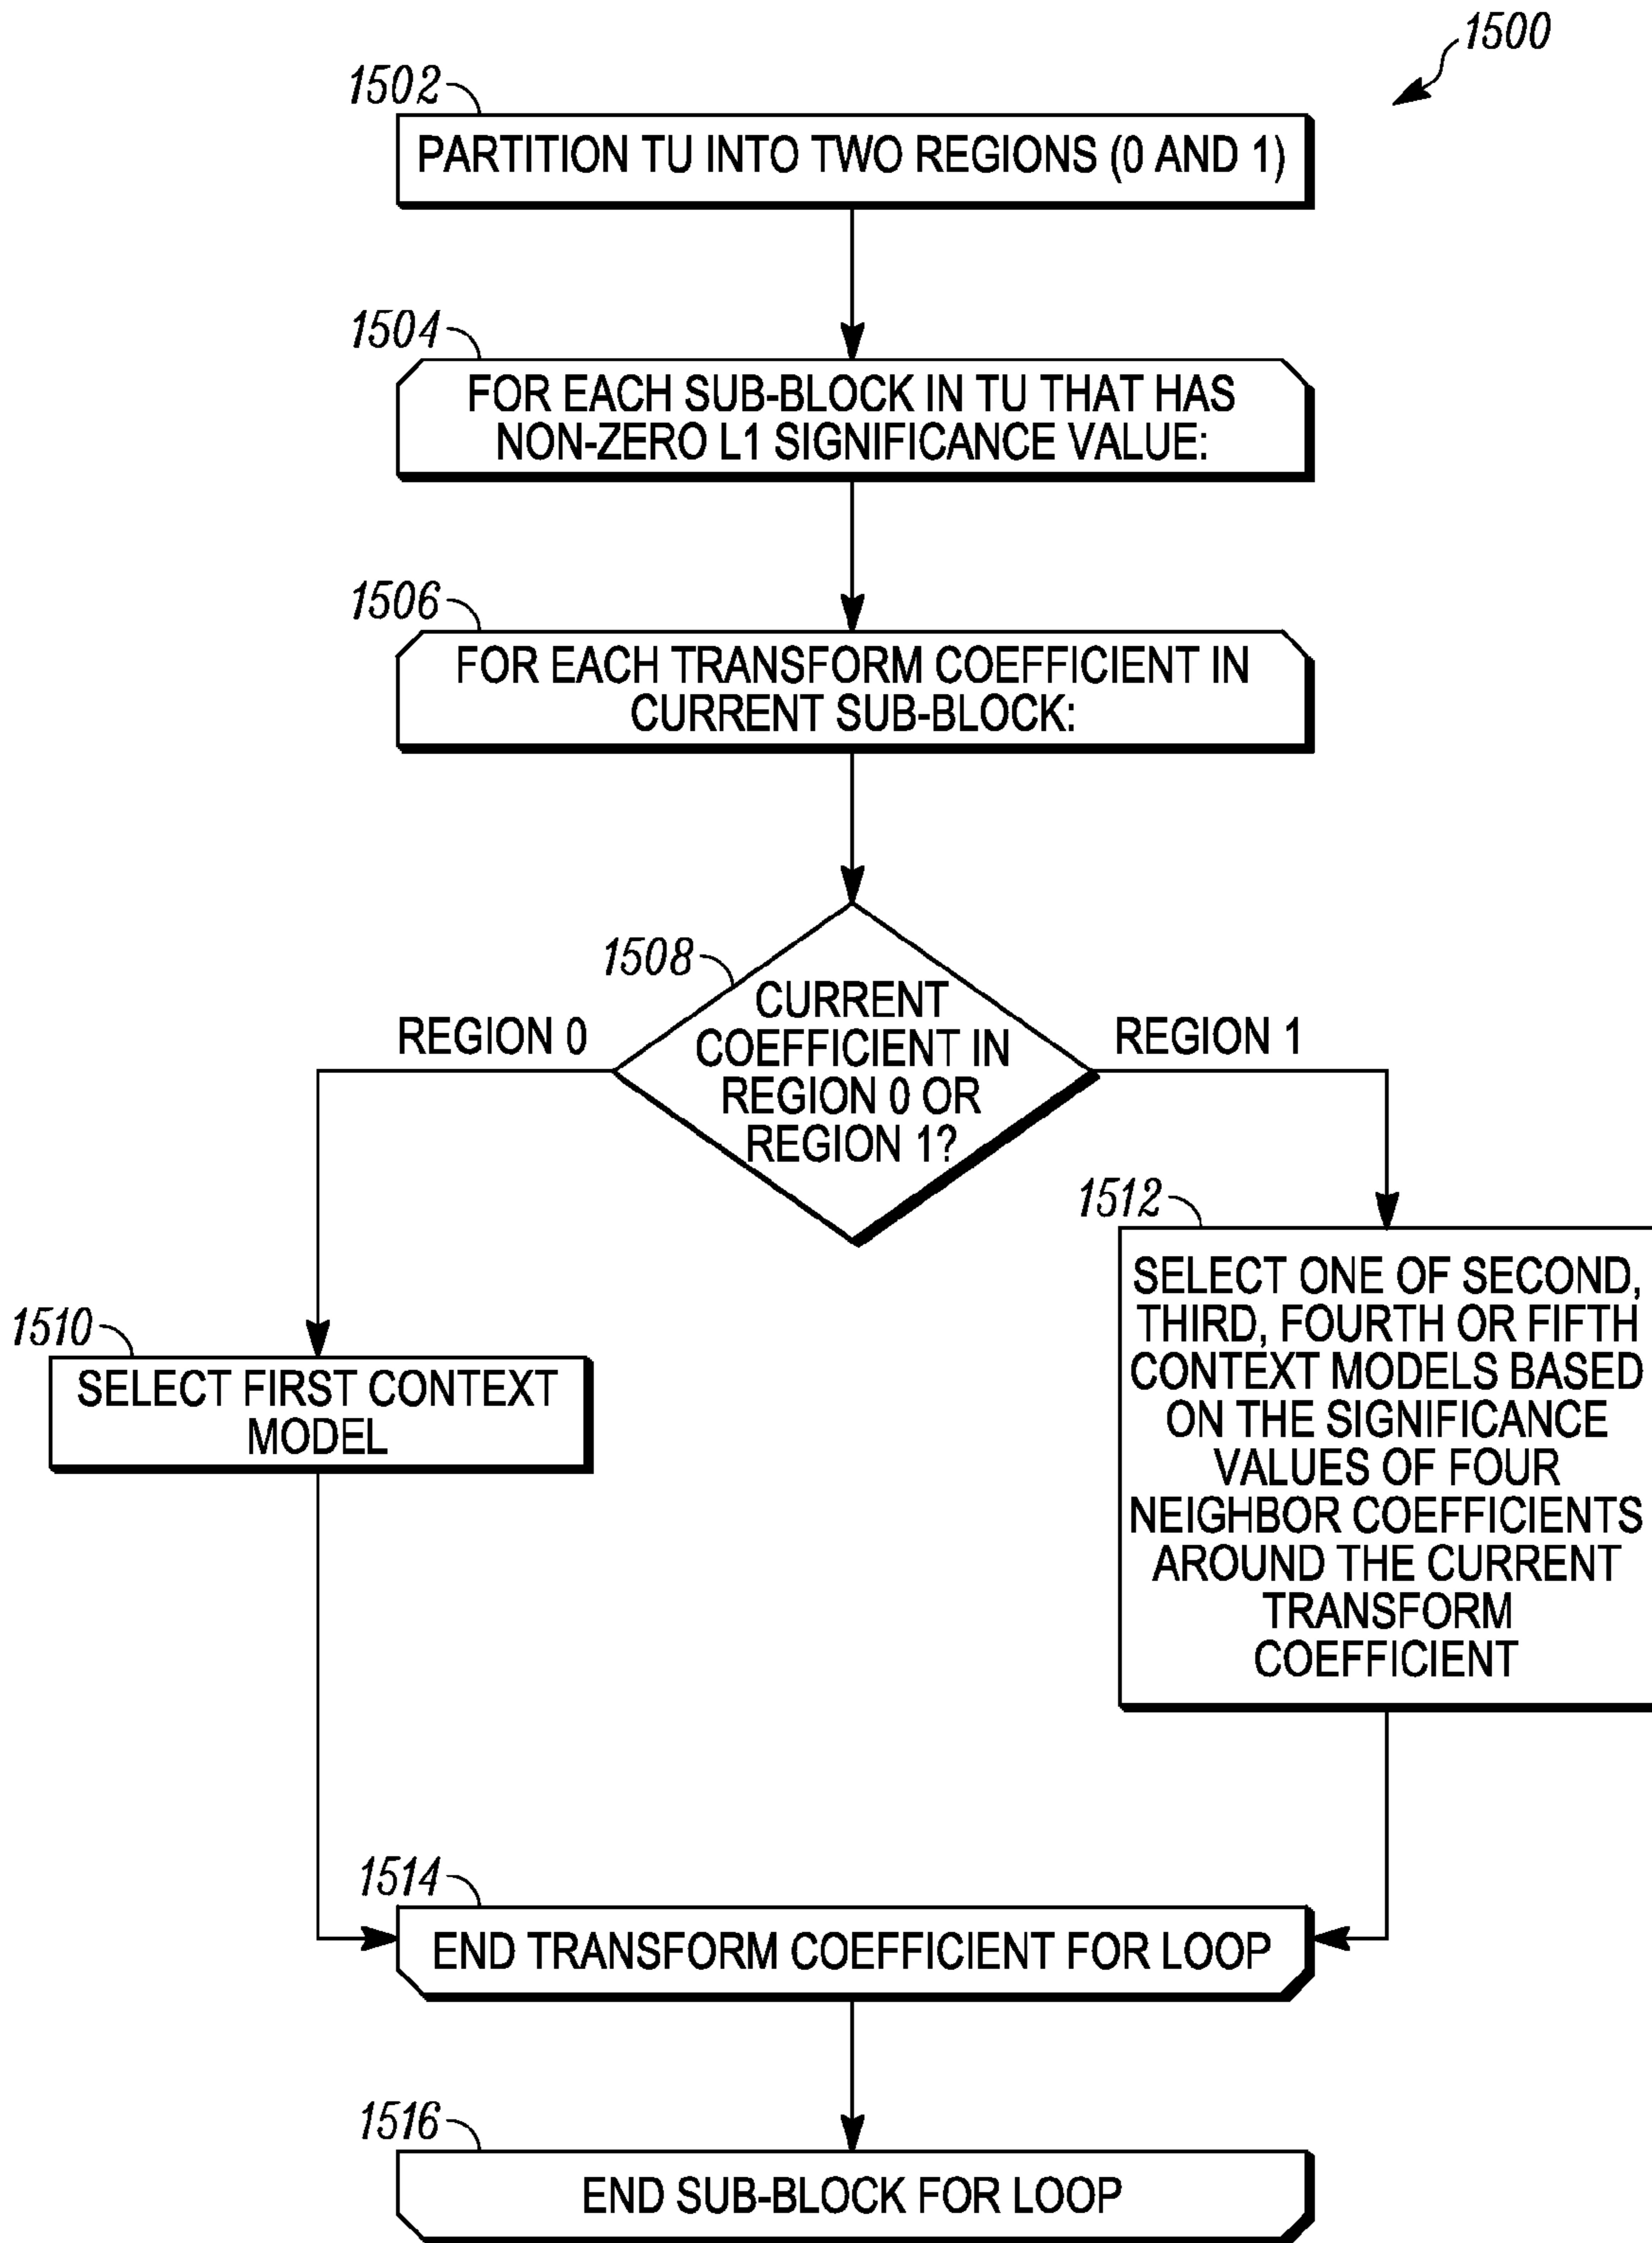 1500
1502
PARTITION TU INTO TWO REGIONS (0 AND 1)
1504
FOR EACH SUB-BLOCK IN TU THAT HAS
NON-ZERO L1 SIGNIFICANCE VALUE:
1506
FOR EACH TRANSFORM COEFFICIENT IN
CURRENT SUB-BLOCK:
1508
CURRENT
COEFFICIENT IN
REGION 0 OR
REGION 1?
REGION 0
REGION 1
1510
SELECT FIRST CONTEXT
MODEL
1512
SELECT ONE OF SECOND,
THIRD, FOURTH OR FIFTH
CONTEXT MODELS BASED
ON THE SIGNIFICANCE
VALUES OF FOUR
NEIGHBOR COEFFICIENTS
AROUND THE CURRENT
TRANSFORM
COEFFICIENT
1514
END TRANSFORM COEFFICIENT FOR LOOP
1516
END SUB-BLOCK FOR LOOP